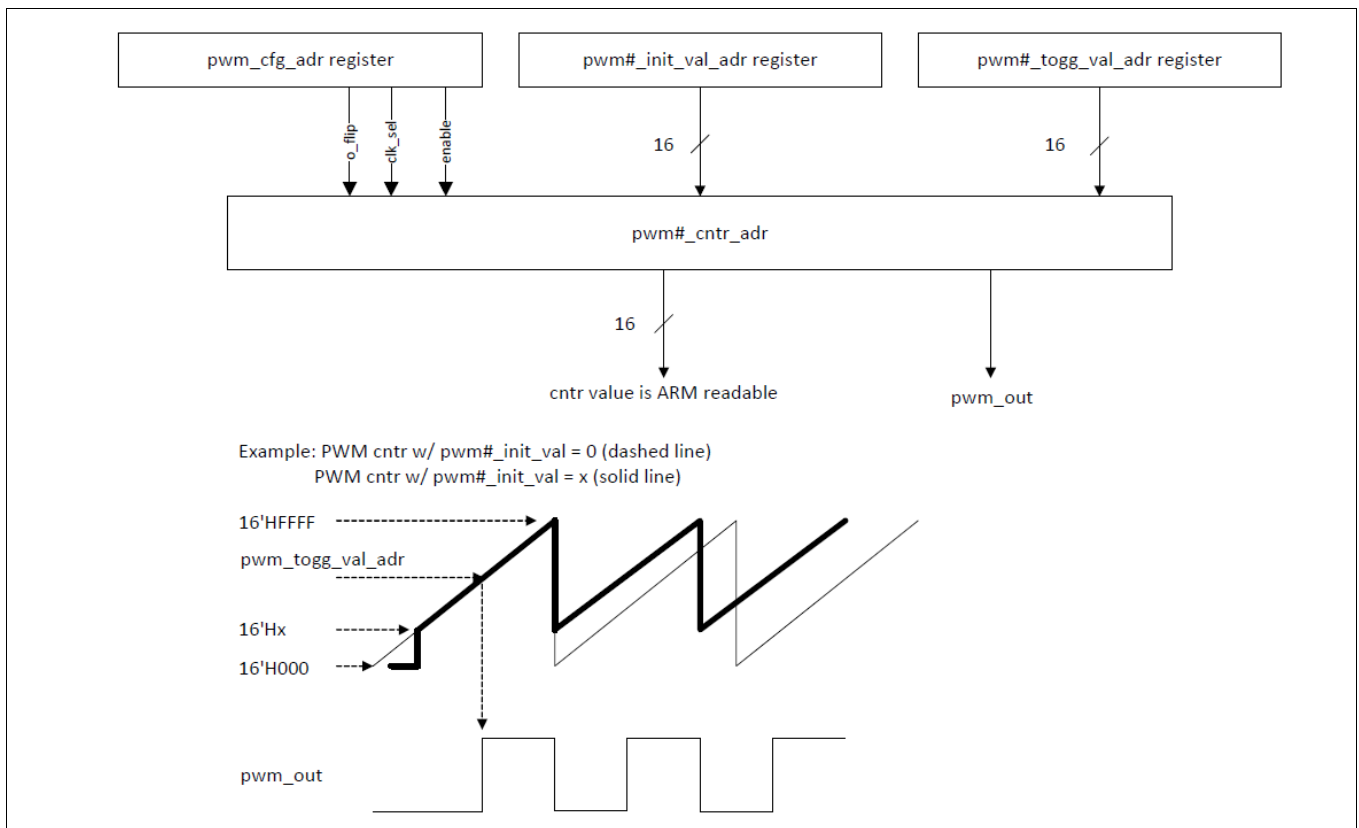 pwm_cfg_adr register
pwm#_init_val_adr register
pwm#_togg_val_adr register
o_flip
clk_sel
enable
16
16
pwm#_cntr_adr
16
cntr value is ARM readable
pwm_out
Example: PWM cntr w/ pwm#_init_val = 0 (dashed line)
PWM cntr w/ pwm#_init_val = x (solid line)
16'HFFFF
pwm_togg_val_adr
16'Hx
16'H000
pwm_out